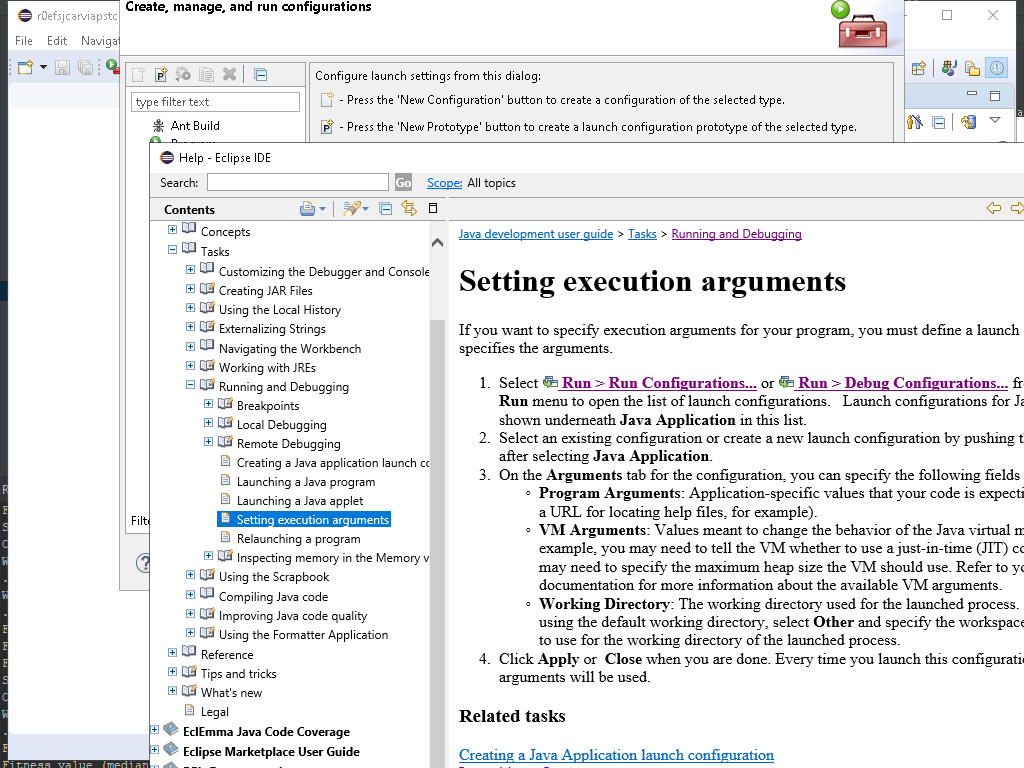 Create, manage, and run configurations
r0efsjcarviapstc
File Edit Navigat
Configure launch settings from this dialog:
type filter text
- Press the 'New Configuration' button to create a configuration of the selected type.
Ant Build
- Press the 'New Prototype' button to create a launch configuration prototype of the selected type.
Help - Eclipse IDE
Search: Go Scope: All topics
Contents
Concepts
Tasks
Customizing the Debugger and Console
Creating JAR Files
Using the Local History
Externalizing Strings
Navigating the Workbench
Working with JREs
Running and Debugging
Breakpoints
Local Debugging
Remote Debugging
Creating a Java application launch co
Launching a Java program
Launching a Java applet
Setting execution arguments
Relaunching a program
Inspecting memory in the Memory v
Using the Scrapbook
Compiling Java code
Improving Java code quality
Using the Formatter Application
Reference
Tips and tricks
What's new
Legal
EclEmma Java Code Coverage
Eclipse Marketplace User Guide
Java development user guide > Tasks > Running and Debugging
Setting execution arguments
If you want to specify execution arguments for your program, you must define a launch
specifies the arguments.
1. Select Run > Run Configurations... or Run > Debug Configurations... fr
Run menu to open the list of launch configurations. Launch configurations for Ja
shown underneath Java Application in this list.
2. Select an existing configuration or create a new launch configuration by pushing t
after selecting Java Application.
3. On the Arguments tab for the configuration, you can specify the following fields
◦ Program Arguments: Application-specific values that your code is expecti
a URL for locating help files, for example).
◦ VM Arguments: Values meant to change the behavior of the Java virtual m
example, you may need to tell the VM whether to use a just-in-time (JIT) co
may need to specify the maximum heap size the VM should use. Refer to yo
documentation for more information about the available VM arguments.
◦ Working Directory: The working directory used for the launched process.
using the default working directory, select Other and specify the workspace
to use for the working directory of the launched process.
4. Click Apply or Close when you are done. Every time you launch this configuratio
arguments will be used.
Related tasks
Creating a Java Application launch configuration
Filte
Fitness value (median